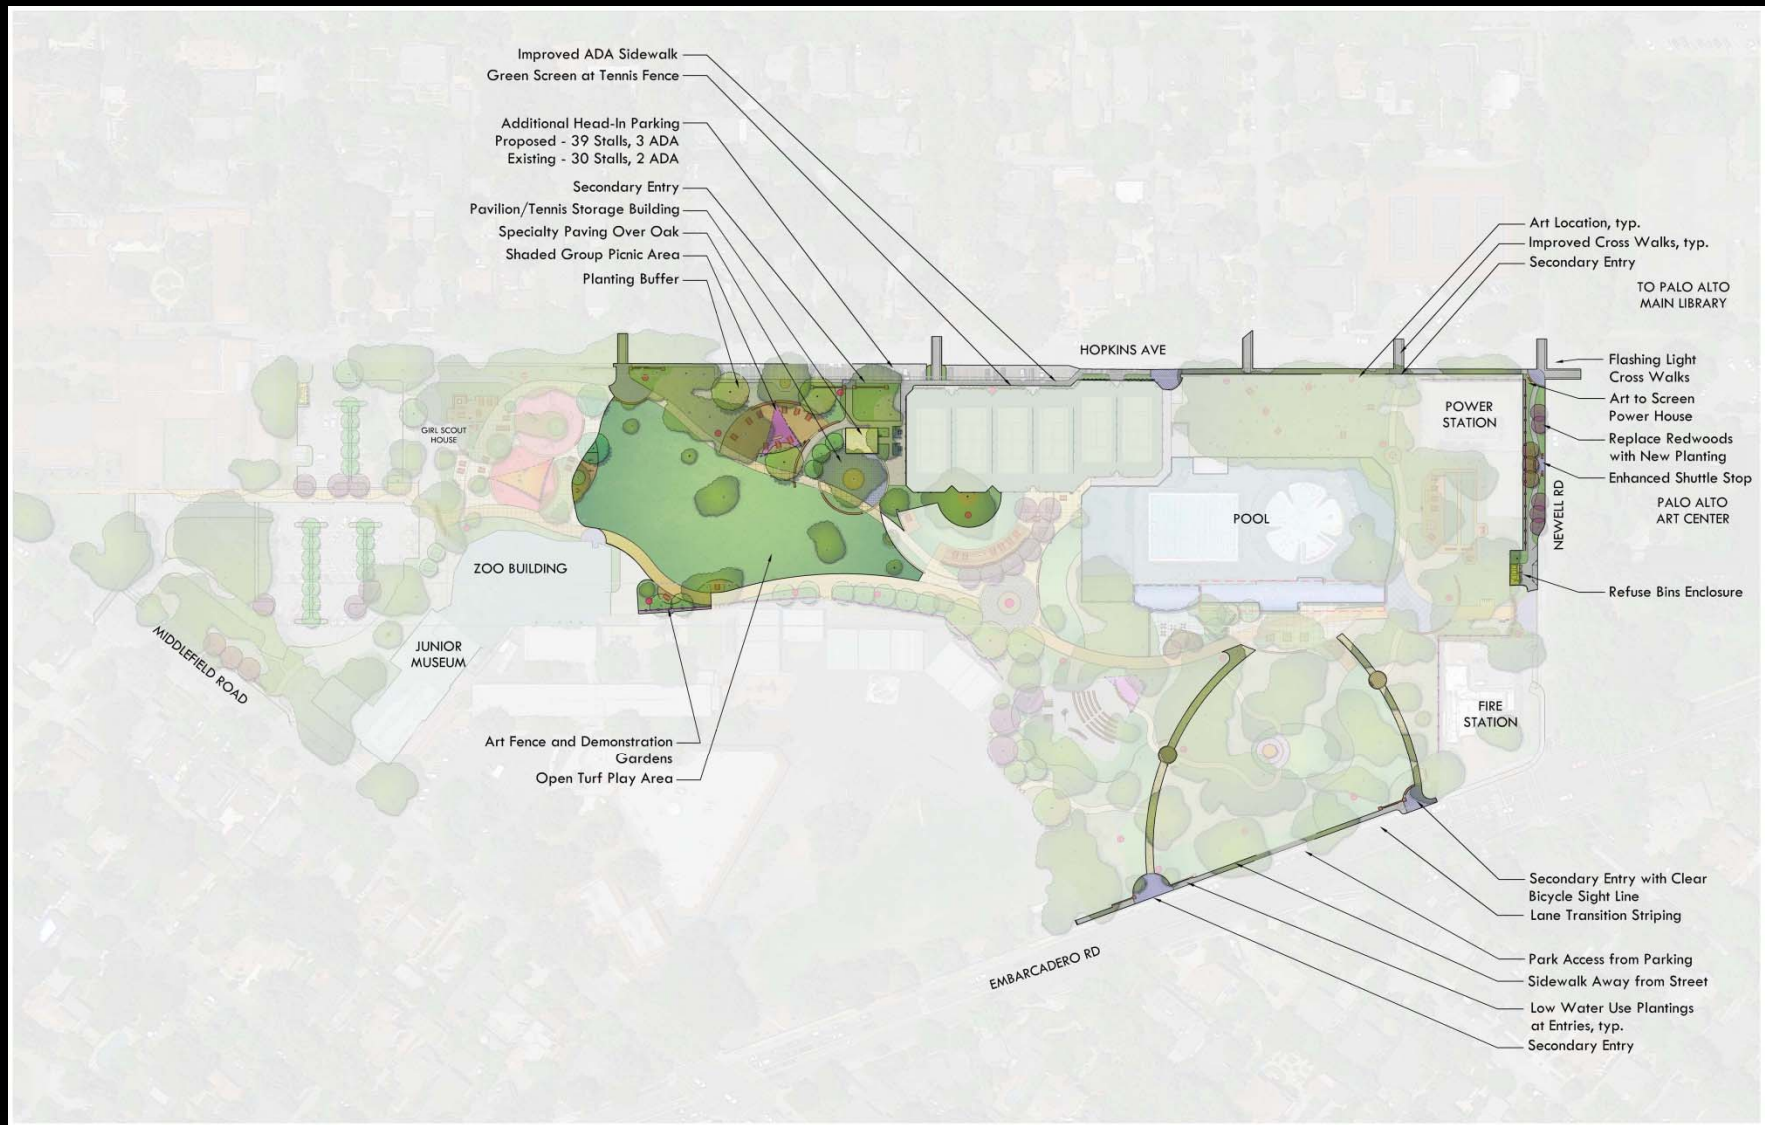 Improved ADA Sidewalk
Green Screen at Tennis Fence
Additional Head-In Parking
Proposed - 39 Stalls, 3 ADA
Existing - 30 Stalls, 2 ADA
Secondary Entry
Pavilion/Tennis Storage Building
Specialty Paving Over Oak
Shaded Group Picnic Area
Planting Buffer
Art Location, typ.
Improved Cross Walks, typ.
Secondary Entry
TO PALO ALTO
MAIN LIBRARY
HOPKINS AVE
Flashing Light
Cross Walks
Art to Screen
Power House
Replace Redwoods
with New Planting
Enhanced Shuttle Stop
PALO ALTO
ART CENTER
NEWELL RD
Refuse Bins Enclosure
POWER
STATION
GIRL SCOUT
HOUSE
POOL
ZOO BUILDING
JUNIOR
MUSEUM
MIDDLEFIELD ROAD
FIRE
STATION
Art Fence and Demonstration
Gardens
Open Turf Play Area
Secondary Entry with Clear
Bicycle Sight Line
Lane Transition Striping
EMBARCADERO RD
Park Access from Parking
Sidewalk Away from Street
Low Water Use Plantings
at Entries, typ.
Secondary Entry